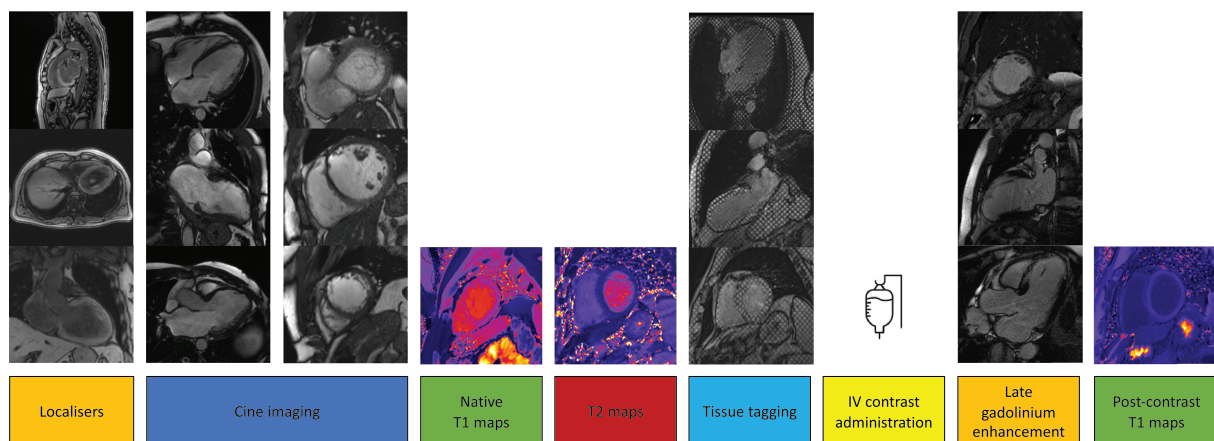 Localisers
Cine imaging
Native
T1 maps
T2 maps
Tissue tagging
IV contrast
administration
Late
gadolinium
enhancement
Post-contrast
T1 maps